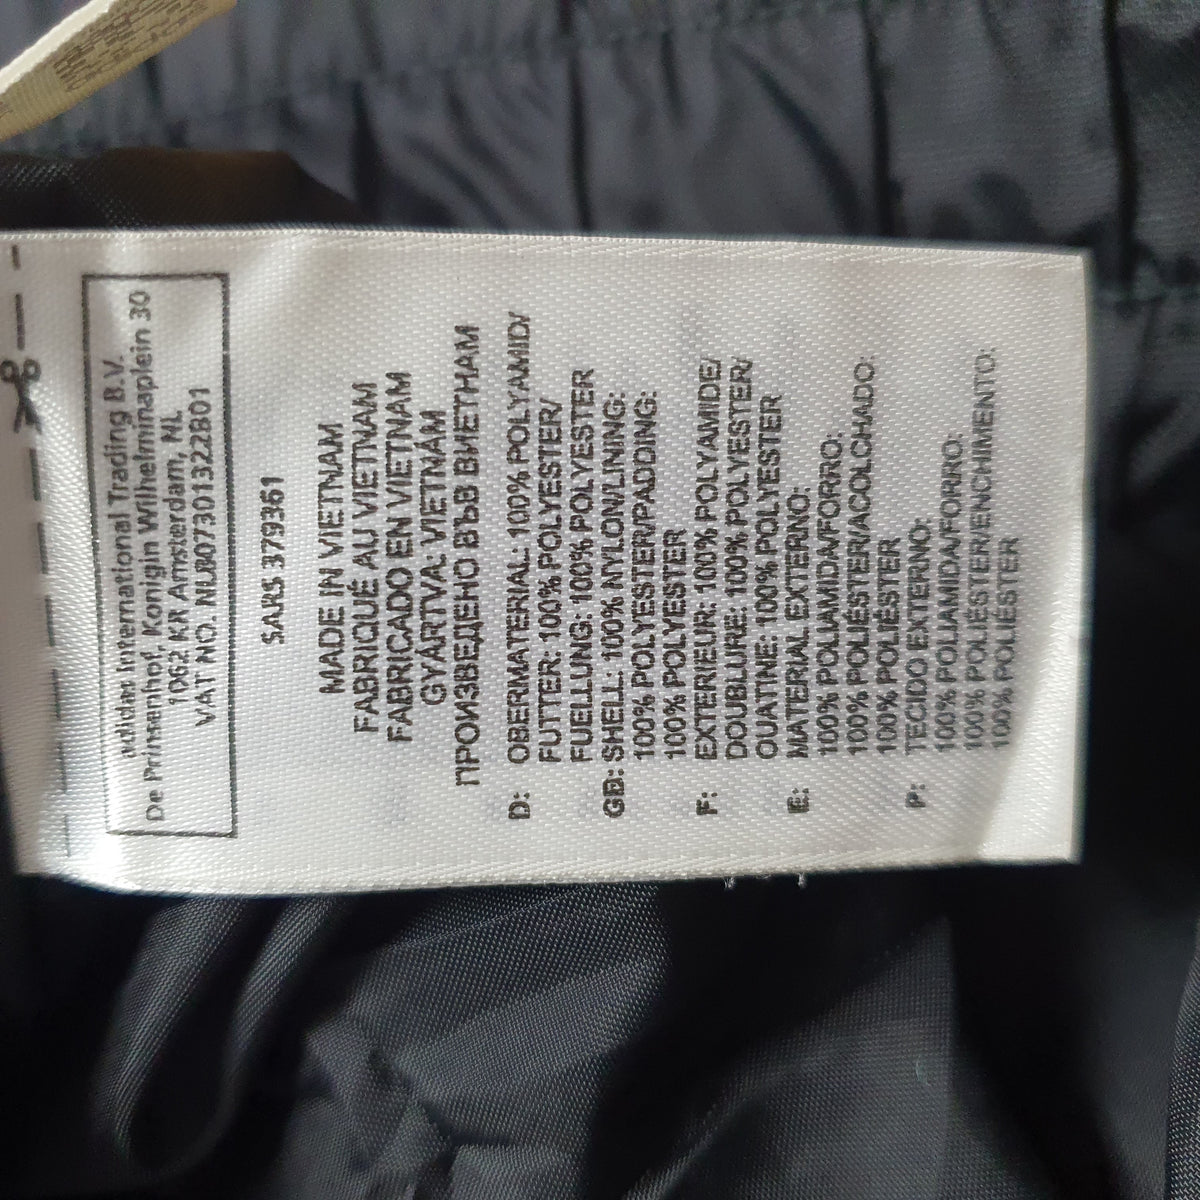 adidas International Trading B.V.
De Prinsenhof, Konigin Wilhelminaplein 30
1062 KR Amsterdam, NL
VAT NO. NL807301322B01
SARS 379361
MADE IN VIETNAM
FABRIQUÉ AU VIETNAM
FABRICADO EN VIETNAM
GYÁRTVA: VIETNÁM
ПРОИЗВЕДЕНО ВЪВ ВИЕТНАМ
D: OBERMATERIAL: 100% POLYAMID/
FUTTER: 100% POLYESTER/
FUELLUNG: 100% POLYESTER
GB: SHELL: 100% NYLON/LINING:
100% POLYESTER/PADDING:
100% POLYESTER
F: EXTERIEUR: 100% POLYAMIDE/
DOUBLURE: 100% POLYESTER/
OUATINE: 100% POLYESTER
E: MATERIAL EXTERNO:
100% POLIAMIDA/FORRO:
100% POLIÉSTER/ACOLCHADO:
100% POLIÉSTER
P: TECIDO EXTERNO:
100% POLIAMIDA/FORRO:
100% POLIÉSTER/ENCHIMENTO:
100% POLIÉSTER